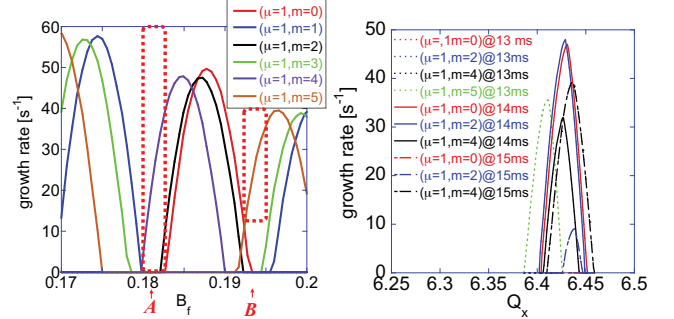 60
50
40
30
20
10
0
growth rate [s⁻¹]
0.17
0.18
0.19
0.2
B_f
A
B
(μ=1,m=0)
(μ=1,m=1)
(μ=1,m=2)
(μ=1,m=3)
(μ=1,m=4)
(μ=1,m=5)
50
40
30
20
10
0
growth rate [s⁻¹]
(μ=,1m=0)@13 ms
(μ=1,m=2)@13ms
(μ=1,m=4)@13ms
(μ=1,m=5)@13ms
(μ=1,m=0)@14ms
(μ=1,m=2)@14ms
(μ=1,m=4)@14ms
(μ=1,m=0)@15ms
(μ=1,m=2)@15ms
(μ=1,m=4)@15ms
6.25
6.3
6.35
6.4
6.45
6.5
Q_x